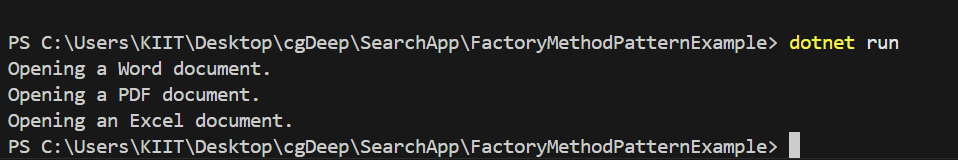 PS C:\Users\KIIT\Desktop\cgDeep\SearchApp\FactoryMethodPatternExample> dotnet run
Opening a Word document.
Opening a PDF document.
Opening an Excel document.
PS C:\Users\KIIT\Desktop\cgDeep\SearchApp\FactoryMethodPatternExample>